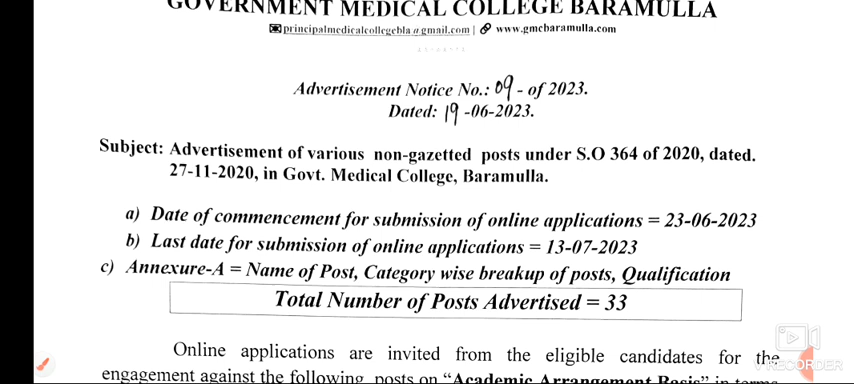 GOVERNMENT MEDICAL COLLEGE BARAMULLA
principalmedicalcollegebla@gmail.com | www.gmcbaramulla.com
Advertisement Notice No.: 09 - of 2023.
Dated: 19 -06-2023.
Subject: Advertisement of various non-gazetted posts under S.O 364 of 2020, dated.
27-11-2020, in Govt. Medical College, Baramulla.
a) Date of commencement for submission of online applications = 23-06-2023
b) Last date for submission of online applications = 13-07-2023
c) Annexure-A = Name of Post, Category wise breakup of posts, Qualification
Total Number of Posts Advertised = 33
Online applications are invited from the eligible candidates for the
engagement against the following posts on “Academic Arrangement Basis” in terms
RECORDER